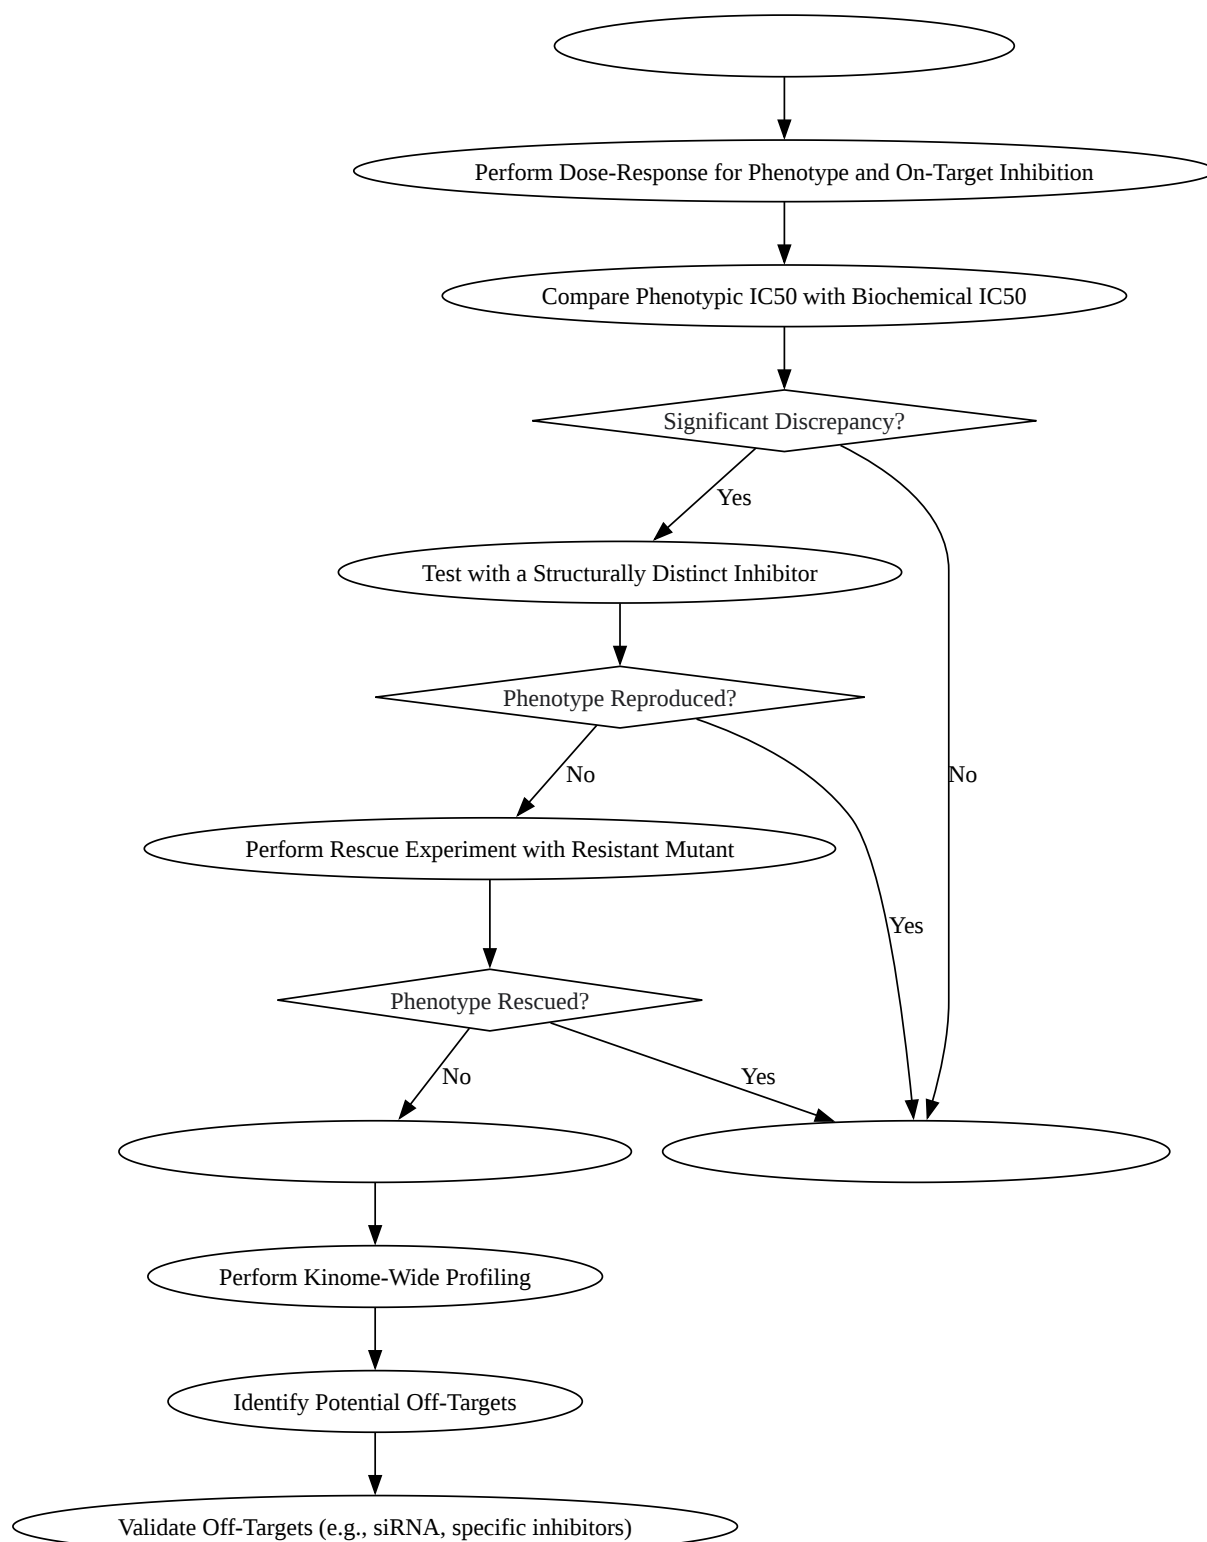 Perform Dose-Response for Phenotype and On-Target Inhibition
Compare Phenotypic IC50 with Biochemical IC50
Significant Discrepancy?
Yes
Test with a Structurally Distinct Inhibitor
Phenotype Reproduced?
No
No
Perform Rescue Experiment with Resistant Mutant
Yes
Phenotype Rescued?
No
Yes
Perform Kinome-Wide Profiling
Identify Potential Off-Targets
Validate Off-Targets (e.g., siRNA, specific inhibitors)